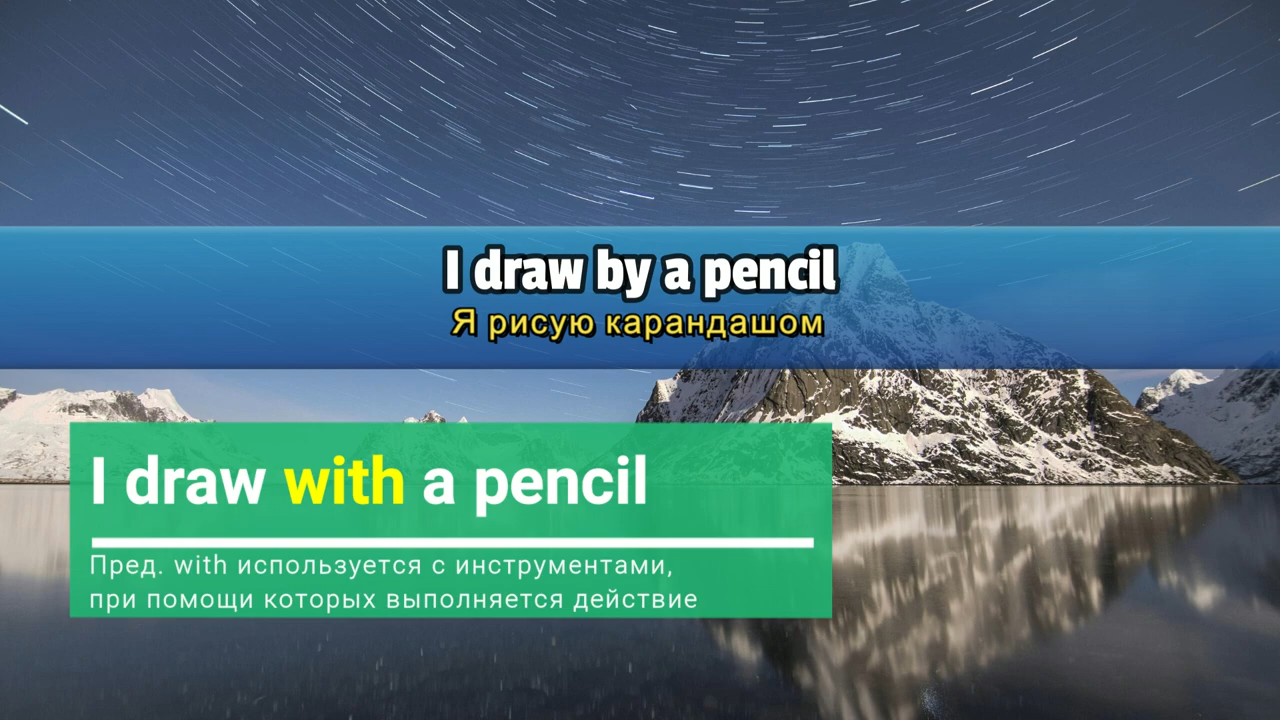 I draw by a pencil
Я рисую карандашом
I draw with a pencil
Пред. with используется с инструментами,
при помощи которых выполняется действие